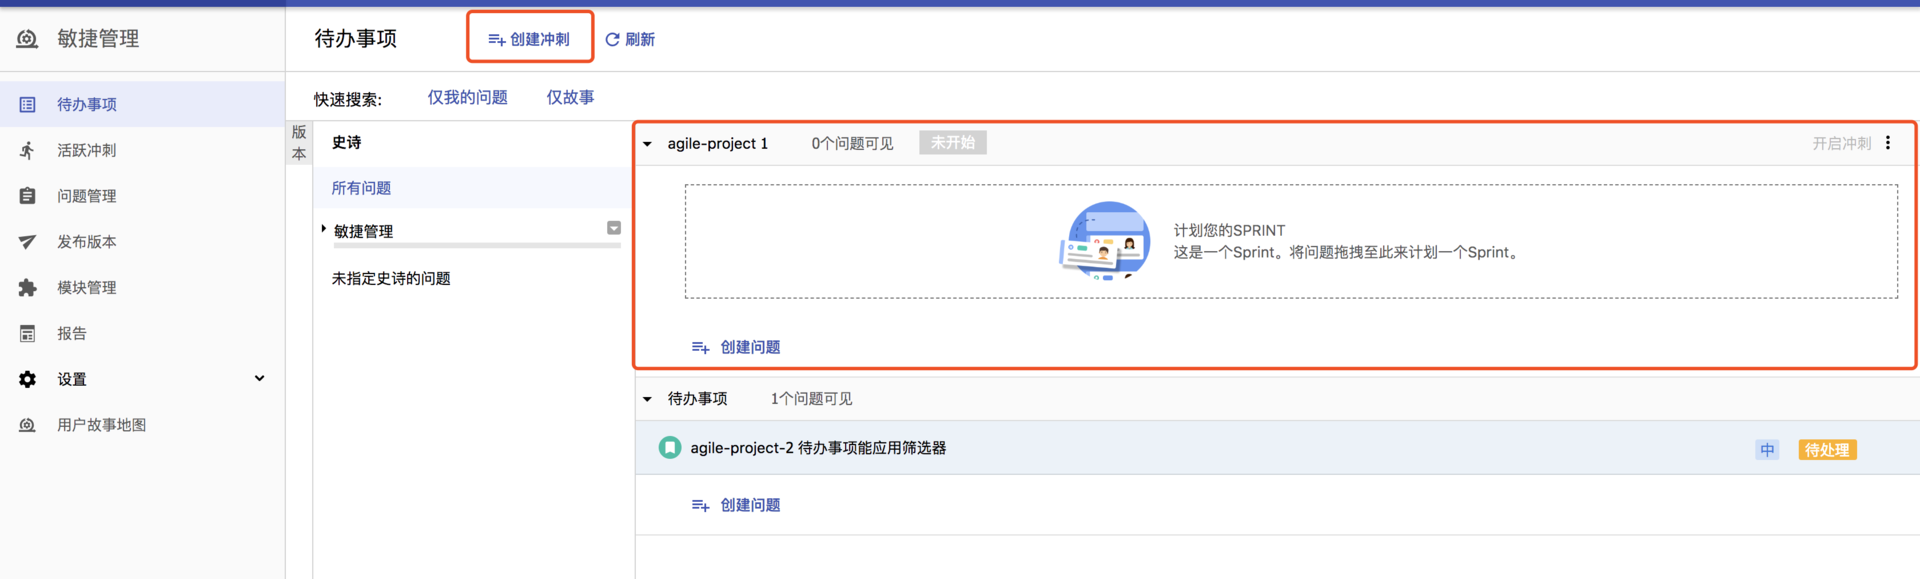 敏捷管理
待办事项
活跃冲刺
问题管理
发布版本
模块管理
报告
设置
用户故事地图
待办事项 创建冲刺 刷新
快速搜索: 仅我的问题 仅故事
版本
史诗
所有问题
敏捷管理
未指定史诗的问题
agile-project 1 0个问题可见 未开始 开启冲刺
计划您的SPRINT
这是一个Sprint。将问题拖拽至此来计划一个Sprint。
创建问题
待办事项 1个问题可见
agile-project-2 待办事项能应用筛选器 中 待处理
创建问题